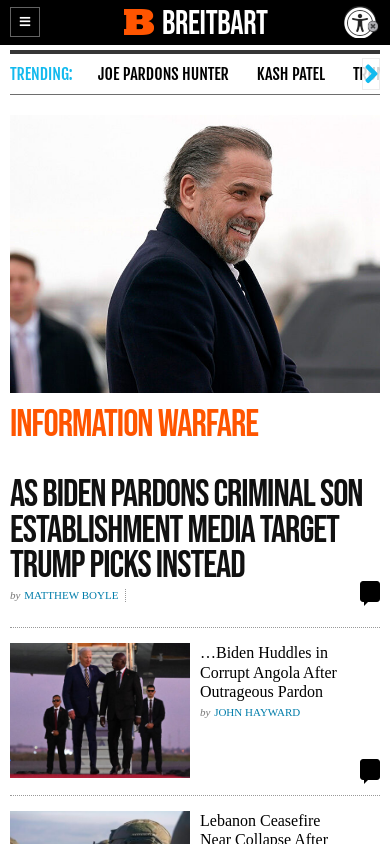 BREITBART
TRENDING:
JOE PARDONS HUNTER
KASH PATEL
INFORMATION WARFARE
AS BIDEN PARDONS CRIMINAL SON
ESTABLISHMENT MEDIA TARGET
TRUMP PICKS INSTEAD
by MATTHEW BOYLE
…Biden Huddles in
Corrupt Angola After
Outrageous Pardon
by JOHN HAYWARD
Lebanon Ceasefire
Near Collapse After